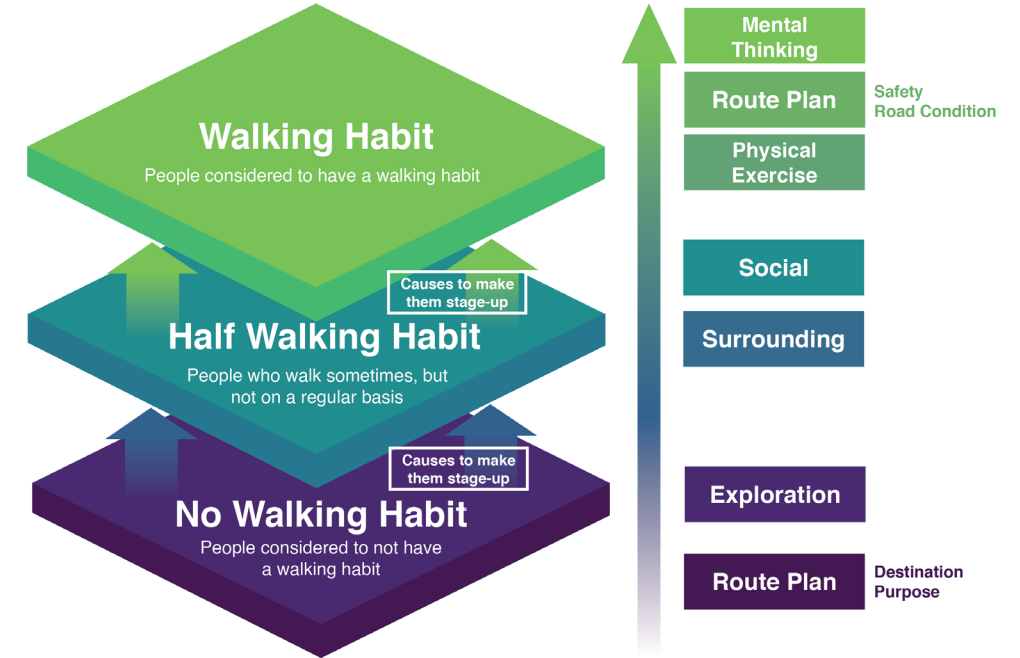 Walking Habit
People considered to have a walking habit
Causes to make
them stage-up
Half Walking Habit
People who walk sometimes, but
not on a regular basis
Causes to make
them stage-up
No Walking Habit
People considered to not have
a walking habit
Mental
Thinking
Route Plan
Safety
Road Condition
Physical
Exercise
Social
Surrounding
Exploration
Route Plan
Destination
Purpose